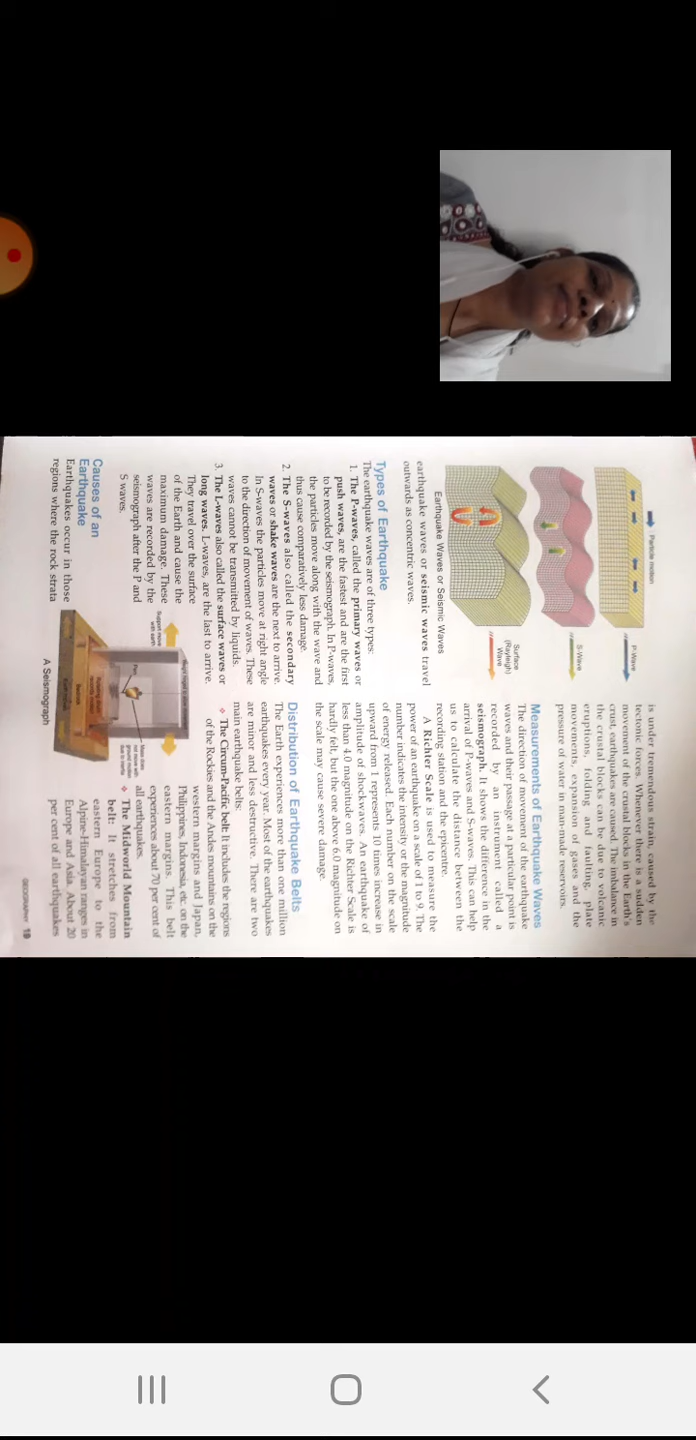 Particle motion
P-Wave
S-Wave
Surface
(Rayleigh)
Wave
Earthquake Waves or Seismic Waves
earthquake waves or seismic waves travel
outwards as concentric waves.
Types of Earthquake
The earthquake waves are of three types:
1. The P-waves, called the primary waves or
push waves, are the fastest and are the first
to be recorded by the seismograph. In P-waves,
the particles move along with the wave and
thus cause comparatively less damage.
2. The S-waves also called the secondary
waves or shake waves are the next to arrive.
In S-waves the particles move at right angle
to the direction of movement of waves. These
waves cannot be transmitted by liquids.
3. The L-waves also called the surface waves or
long waves. L-waves, are the last to arrive.
They travel over the surface
of the Earth and cause the
maximum damage. These
waves are recorded by the
seismograph after the P and
S waves.
Support moves
with earth
Pen
A Seismograph
Causes of an
Earthquake
Earthquakes occur in those
regions where the rock strata
is under tremendous strain, caused by the
tectonic forces. Whenever there is a sudden
movement of the crustal blocks in the Earth's
crust, earthquakes are caused. The imbalance in
the crustal blocks can be due to volcanic
eruptions, folding and faulting, plate
movements, expansion of gases and the
pressure of water in man-made reservoirs.
Measurements of Earthquake Waves
The direction of movement of the earthquake
waves and their passage at a particular point is
recorded by an instrument called a
seismograph. It shows the difference in the
arrival of P-waves and S-waves. This can help
us to calculate the distance between the
recording station and the epicentre.
A Richter Scale is used to measure the
power of an earthquake on a scale of 1 to 9. The
number indicates the intensity or the magnitude
of energy released. Each number on the scale
upward from 1 represents 10 times increase in
amplitude of shockwaves. An earthquake of
less than 4.0 magnitude on the Richter Scale is
hardly felt, but the one above 6.0 magnitude on
the scale may cause severe damage.
Distribution of Earthquake Belts
The Earth experiences more than one million
earthquakes every year. Most of the earthquakes
are minor and less destructive. There are two
main earthquake belts:
❖ The Circum-Pacific belt: It includes the regions
of the Rockies and the Andes mountains on the
western margins and Japan,
Philippines, Indonesia, etc. on the
eastern margins. This belt
experiences about 70 per cent of
all earthquakes.
❖ The Midworld Mountain
belt: It stretches from
eastern Europe to the
Alpine-Himalayan ranges in
Europe and Asia. About 20
per cent of all earthquakes
GEOGRAPHY 19